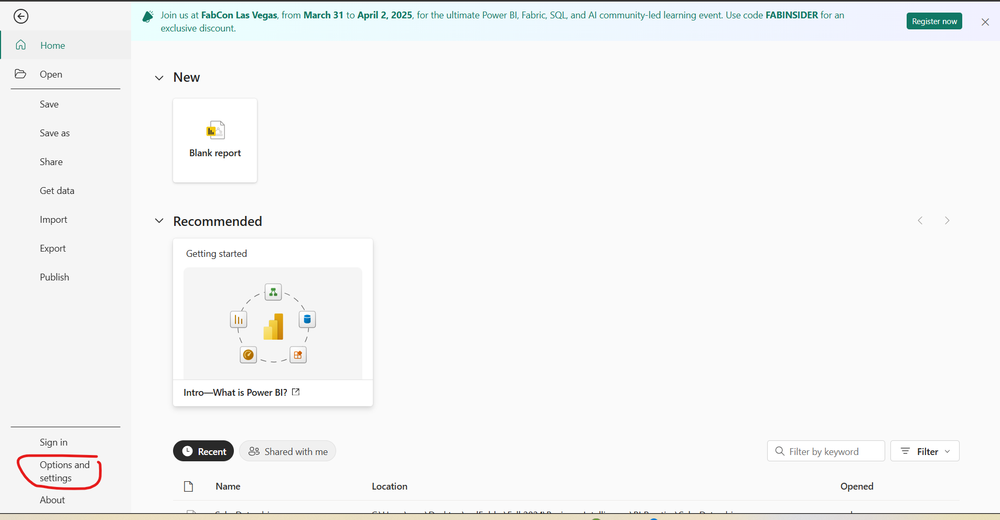 Join us at FabCon Las Vegas, from March 31 to April 2, 2025, for the ultimate Power BI, Fabric, SQL, and AI community-led learning event. Use code FABINSIDER for an
exclusive discount.
Register now
Home
Open
Save
Save as
Share
Get data
Import
Export
Publish
Sign in
Options and
settings
About
New
Blank report
Recommended
Getting started
Intro—What is Power BI?
Recent
Shared with me
Filter by keyword
Filter
Name
Location
Opened